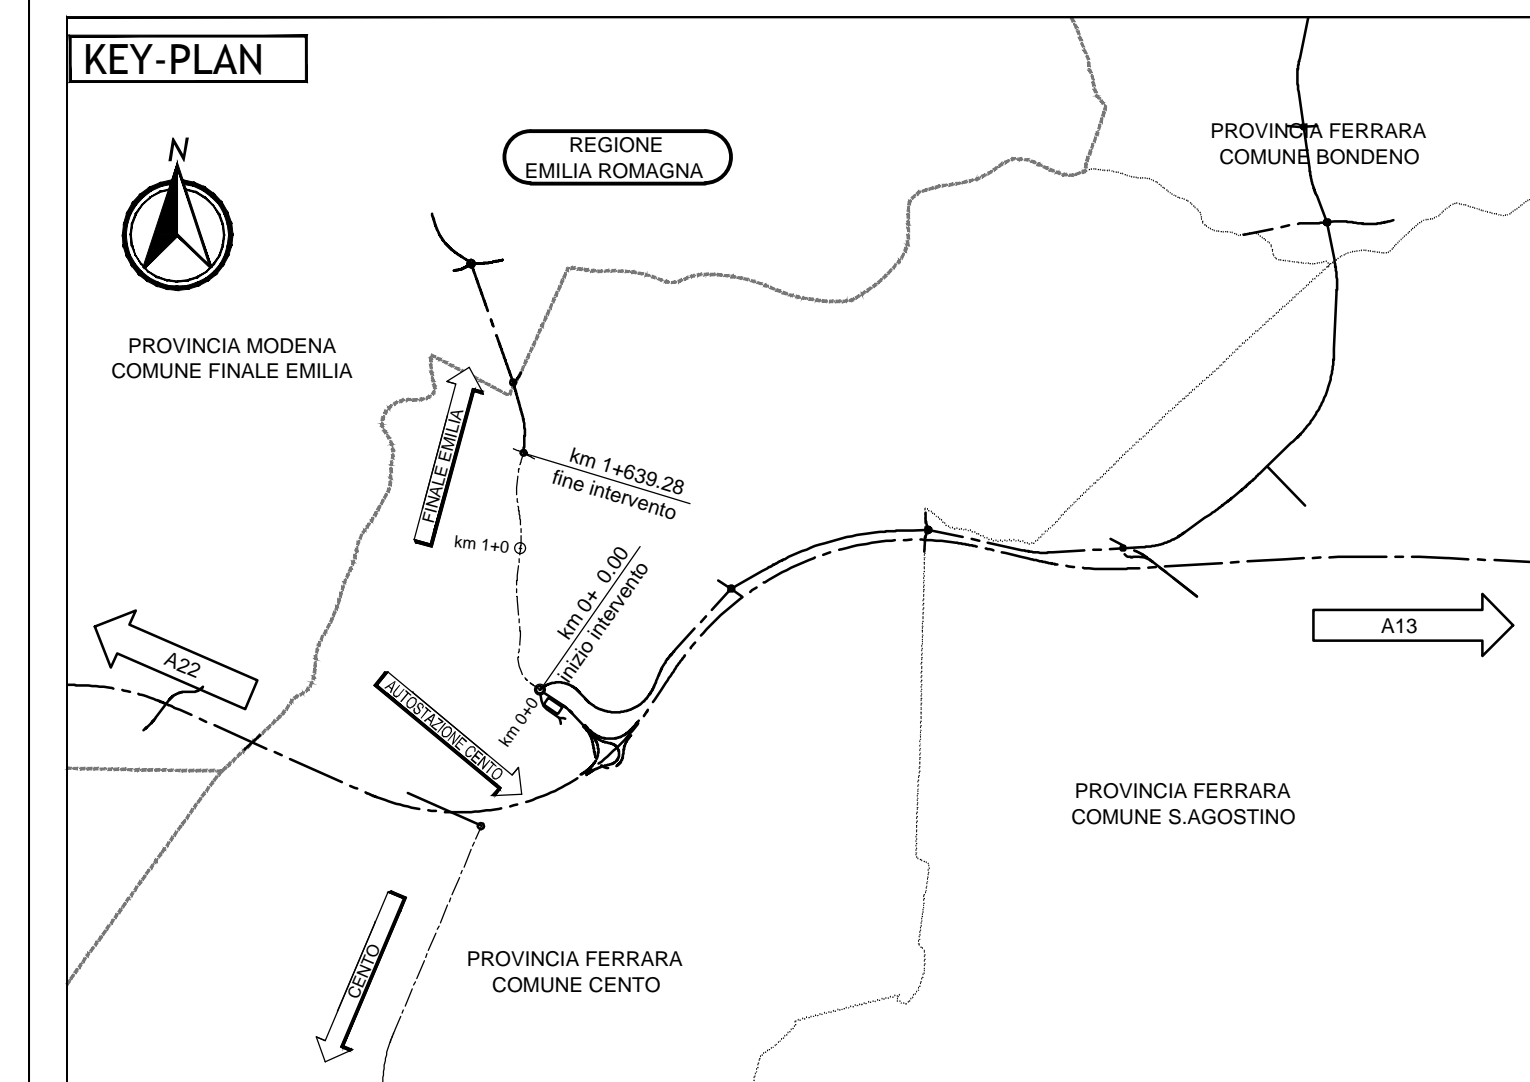 KEY-PLAN
N
REGIONE
EMILIA ROMAGNA
PROVINCIA FERRARA
COMUNE BONDENO
PROVINCIA MODENA
COMUNE FINALE EMILIA
FINALE EMILIA
km 1+639.28
fine intervento
km 1+0
km 0+ 0.00
inizio intervento
A13
A22
AUTOSTAZIONE CENTO
km 0+0
PROVINCIA FERRARA
COMUNE S.AGOSTINO
CENTO
PROVINCIA FERRARA
COMUNE CENTO